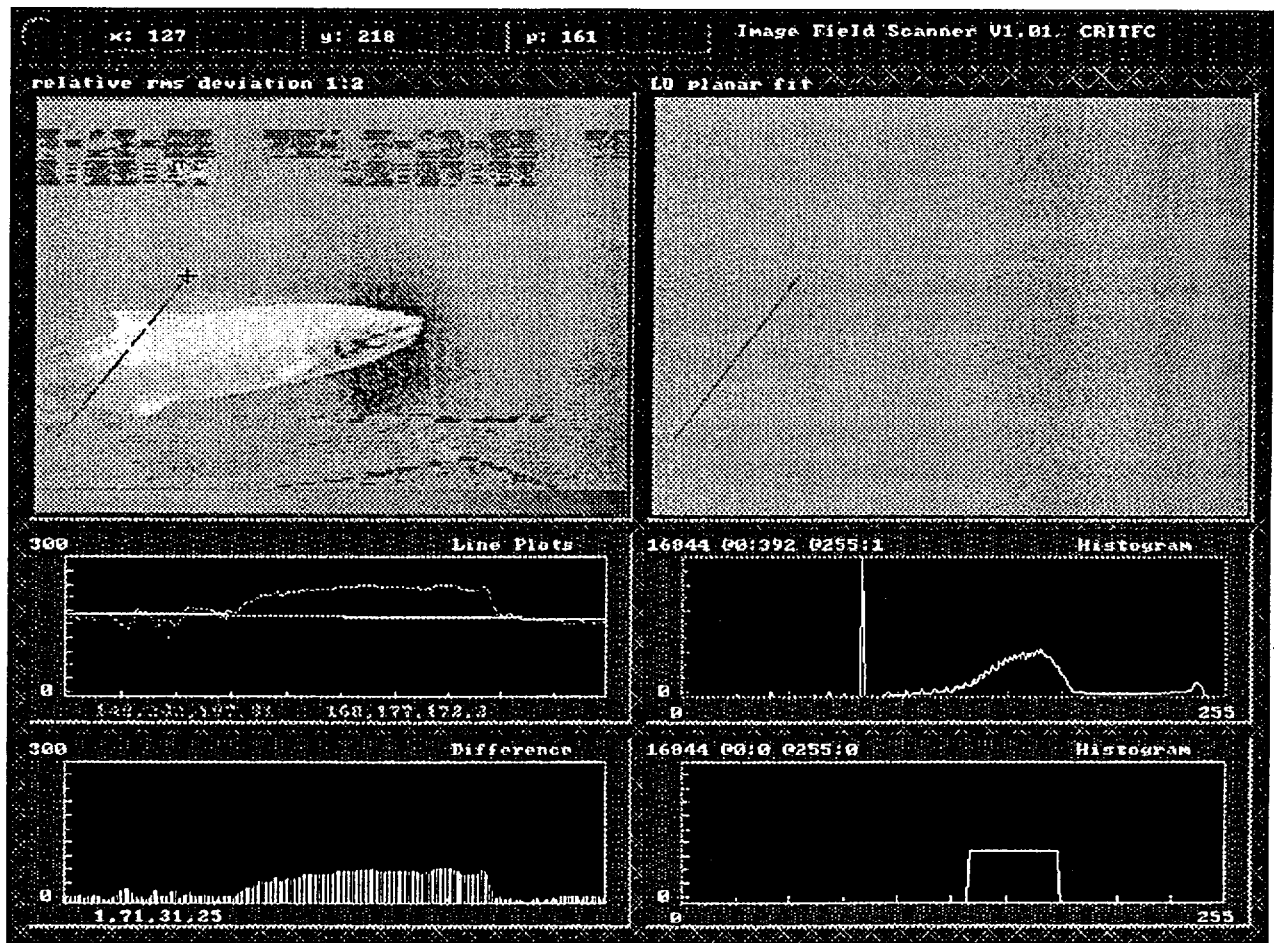 x: 127 y: 218 p: 161 Image Field Scanner V1.01, CRITFC
relative rms deviation 1:2 LO planar fit
300 Line Plots 16844 @0:392 @255:1 Histogram
0 0
168,177,172,3 0 255
300 Difference 16844 @0:0 @255:0 Histogram
0 0
1,71,31,25 0 255